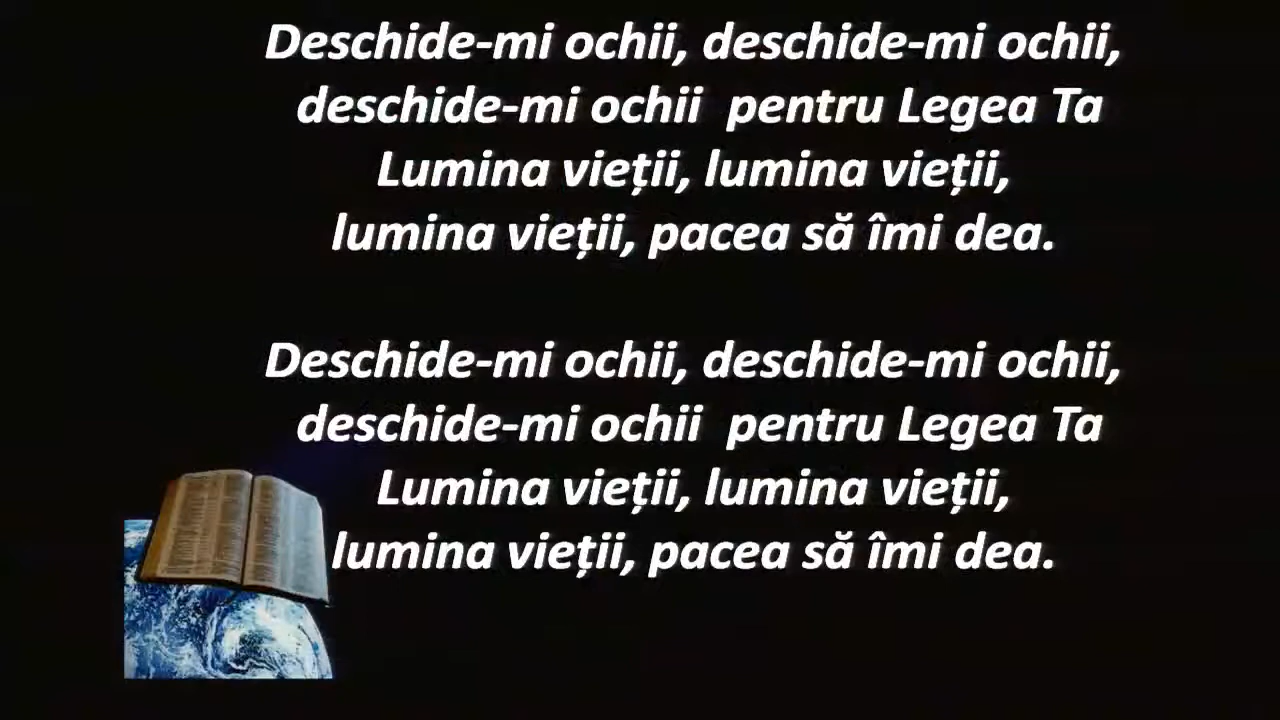 Deschide-mi ochii, deschide-mi ochii,
deschide-mi ochii pentru Legea Ta
Lumina vieții, lumina vieții,
lumina vieții, pacea să îmi dea.
Deschide-mi ochii, deschide-mi ochii,
deschide-mi ochii pentru Legea Ta
Lumina vieții, lumina vieții,
lumina vieții, pacea să îmi dea.